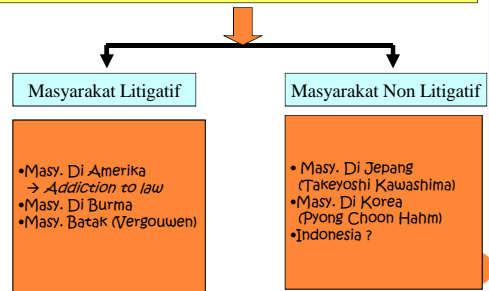 Masyarakat Litigatif
•Masy. Di Amerika
→ Addiction to law
•Masy. Di Burma
•Masy. Batak (Vergouwen)
Masyarakat Non Litigatif
• Masy. Di Jepang
(Takeyoshi Kawashima)
•Masy. Di Korea
(Pyong Choon Hahm)
•Indonesia ?